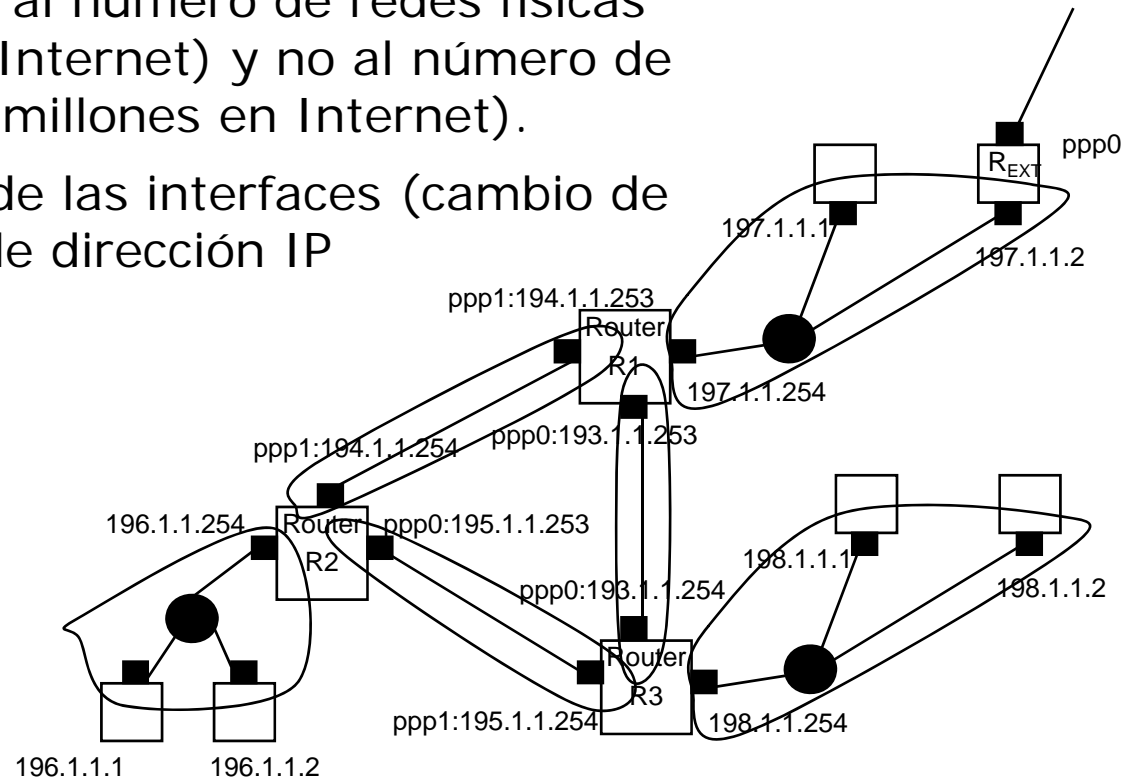 al número de redes físicas
Internet) y no al número de
millones en Internet).
de las interfaces (cambio de
de dirección IP
ppp0
R_EXT
197.1.1.1
197.1.1.2
ppp1:194.1.1.253
Router
R1
197.1.1.254
ppp0:193.1.1.253
ppp1:194.1.1.254
196.1.1.254
Router
R2
ppp0:195.1.1.253
198.1.1.1
198.1.1.2
ppp0:193.1.1.254
Router
R3
ppp1:195.1.1.254
198.1.1.254
196.1.1.1
196.1.1.2